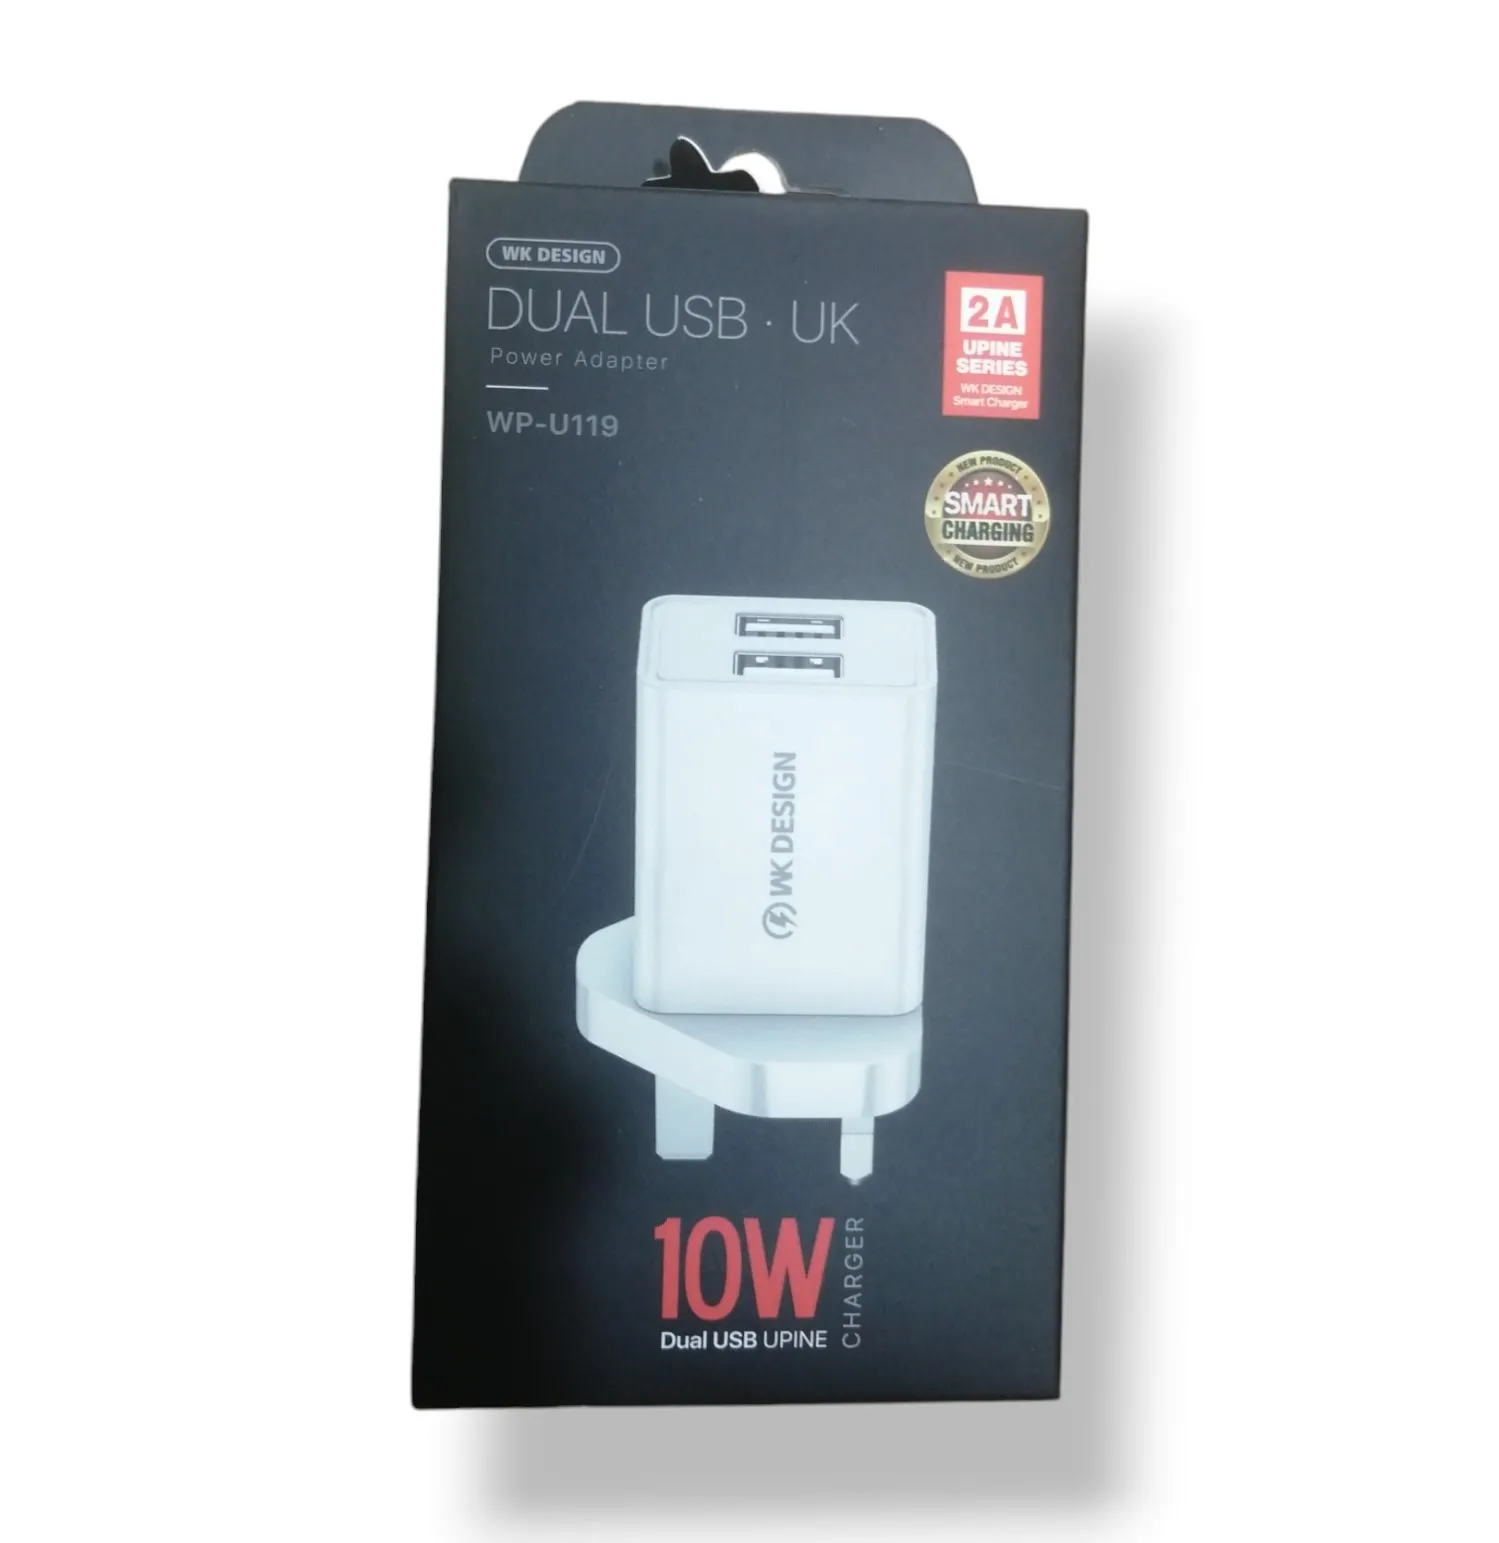 WK DESIGN
DUAL USB · UK
Power Adapter
WP-U119
2A
UPINE
SERIES
WK DESIGN
Smart Charger
NEW PRODUCT
SMART
CHARGING
NEW PRODUCT
WK DESIGN
10W
CHARGER
Dual USB UPINE